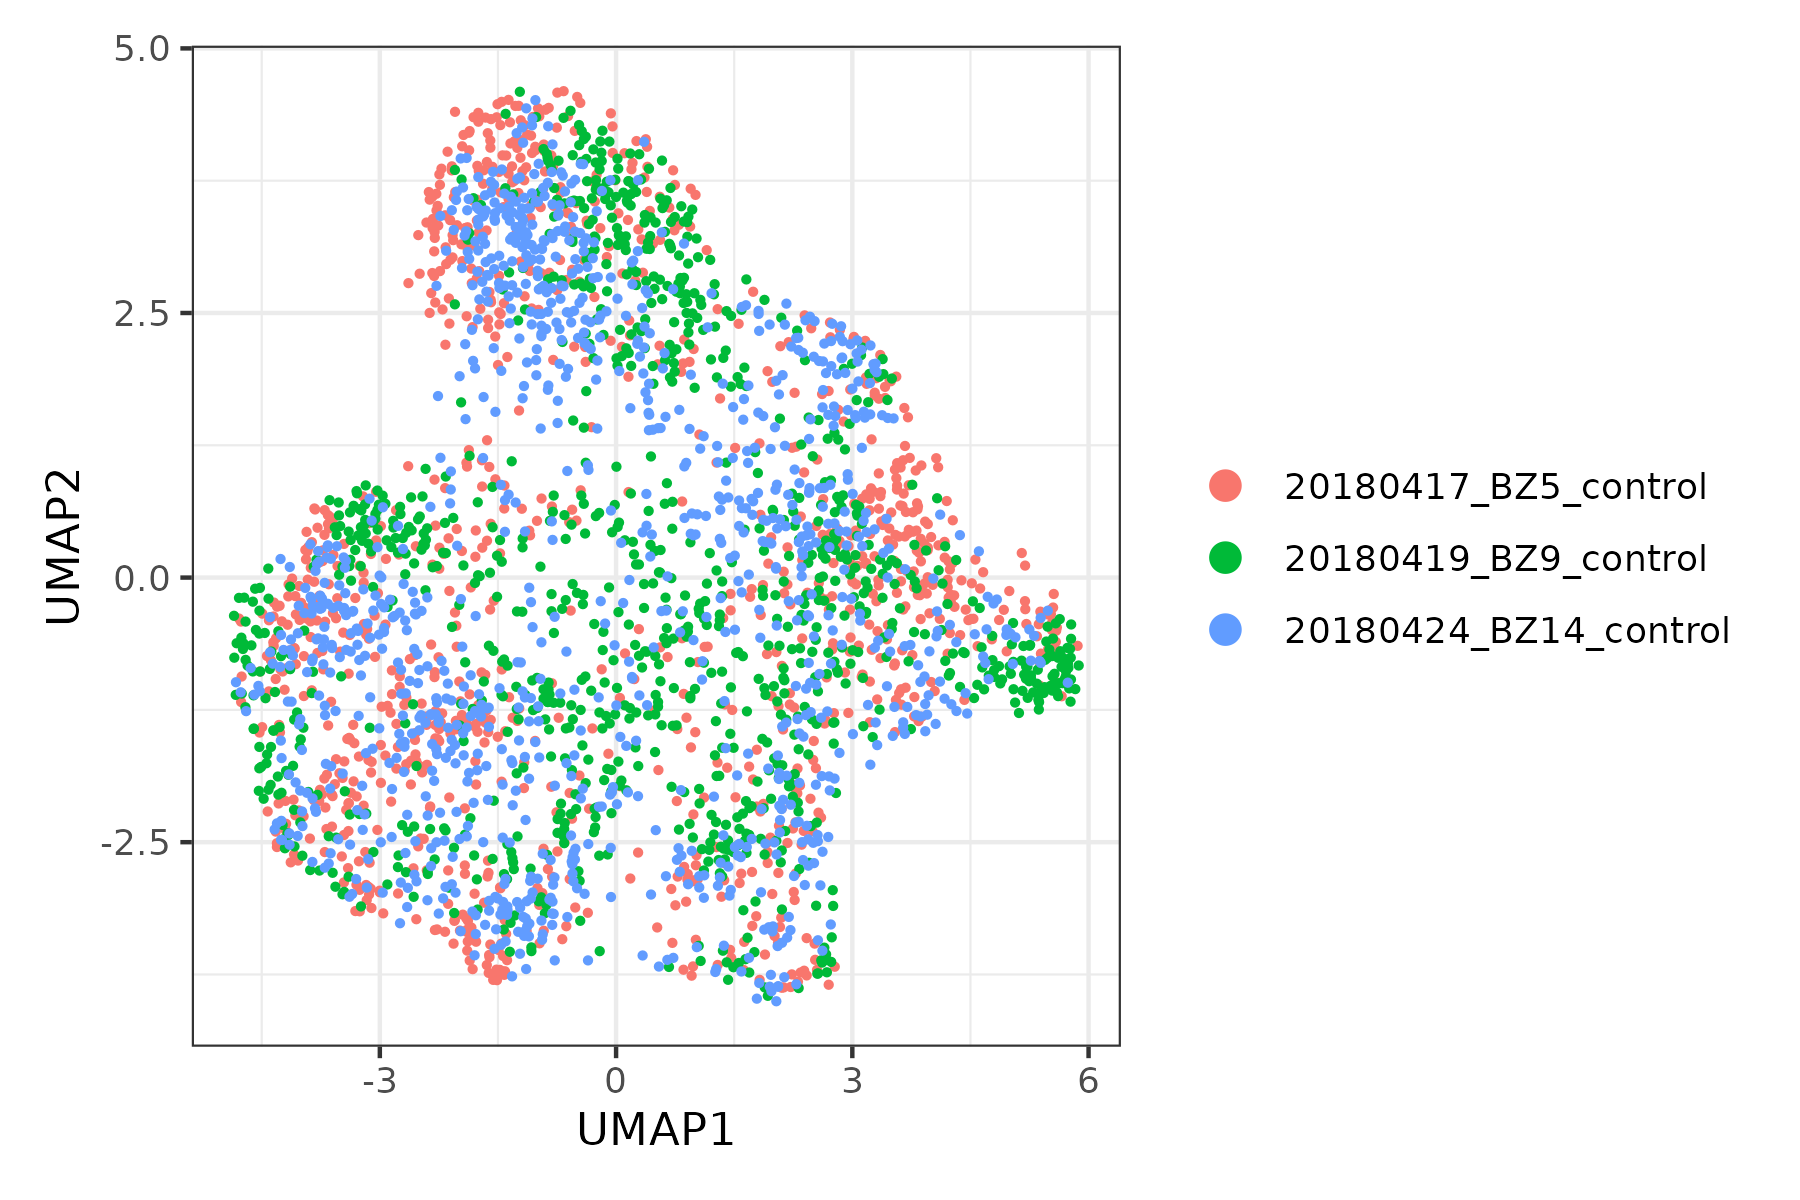 5.0
2.5
0.0
-2.5
UMAP2
-3 0 3 6
UMAP1
20180417_BZ5_control
20180419_BZ9_control
20180424_BZ14_control